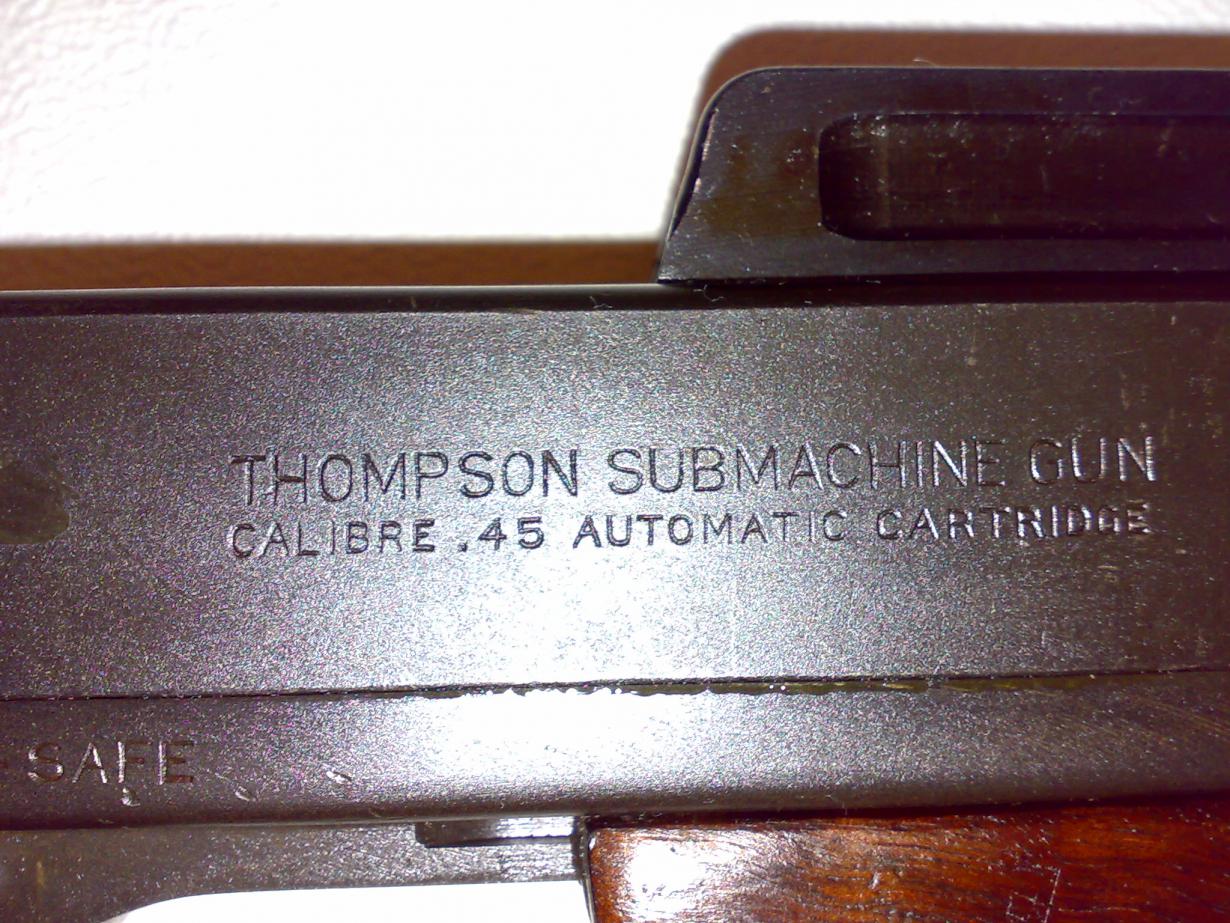 THOMPSON SUBMACHINE GUN
CALIBRE .45 AUTOMATIC CARTRIDGE
SAFE